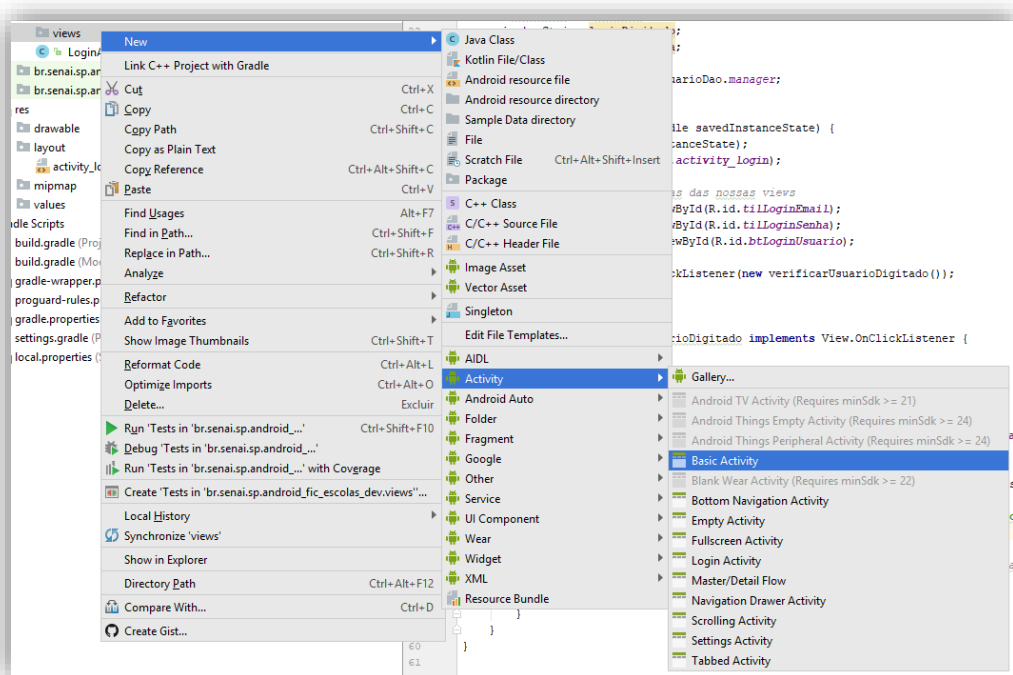 views
LoginA
br.senai.sp.an
br.senai.sp.an
res
drawable
layout
activity_lo
mipmap
values
dle Scripts
build.gradle (Proj
build.gradle (Mo
gradle-wrapper.p
proguard-rules.p
gradle.properties
settings.gradle (P
local.properties (S
New
Link C++ Project with Gradle
Cut Ctrl+X
Copy Ctrl+C
Copy Path Ctrl+Shift+C
Copy as Plain Text
Copy Reference Ctrl+Alt+Shift+C
Paste Ctrl+V
Find Usages Alt+F7
Find in Path... Ctrl+Shift+F
Replace in Path... Ctrl+Shift+R
Analyze
Refactor
Add to Favorites
Show Image Thumbnails Ctrl+Shift+T
Reformat Code Ctrl+Alt+L
Optimize Imports Ctrl+Alt+O
Delete... Excluir
Run 'Tests in 'br.senai.sp.android_...' Ctrl+Shift+F10
Debug 'Tests in 'br.senai.sp.android_...'
Run 'Tests in 'br.senai.sp.android_...' with Coverage
Create 'Tests in 'br.senai.sp.android_fic_escolas_dev.views''...
Local History
Synchronize 'views'
Show in Explorer
Directory Path Ctrl+Alt+F12
Compare With... Ctrl+D
Create Gist...
Java Class
Kotlin File/Class
Android resource file
Android resource directory
Sample Data directory
File
Scratch File Ctrl+Alt+Shift+Insert
Package
C++ Class
C/C++ Source File
C/C++ Header File
Image Asset
Vector Asset
Singleton
Edit File Templates...
AIDL
Activity
Android Auto
Folder
Fragment
Google
Other
Service
UI Component
Wear
Widget
XML
Resource Bundle
Gallery...
Android TV Activity (Requires minSdk >= 21)
Android Things Empty Activity (Requires minSdk >= 24)
Android Things Peripheral Activity (Requires minSdk >= 24)
Basic Activity
Blank Wear Activity (Requires minSdk >= 22)
Bottom Navigation Activity
Empty Activity
Fullscreen Activity
Login Activity
Master/Detail Flow
Navigation Drawer Activity
Scrolling Activity
Settings Activity
Tabbed Activity
uarioDao.manager;
le savedInstanceState) {
tanceState);
.activity_login);
as das nossas views
wById(R.id.tilLoginEmail);
wById(R.id.tilLoginSenha);
ewById(R.id.btLoginUsuario);
ckListener(new verificarUsuarioDigitado());
rioDigitado implements View.OnClickListener {
}
}
60 }
61